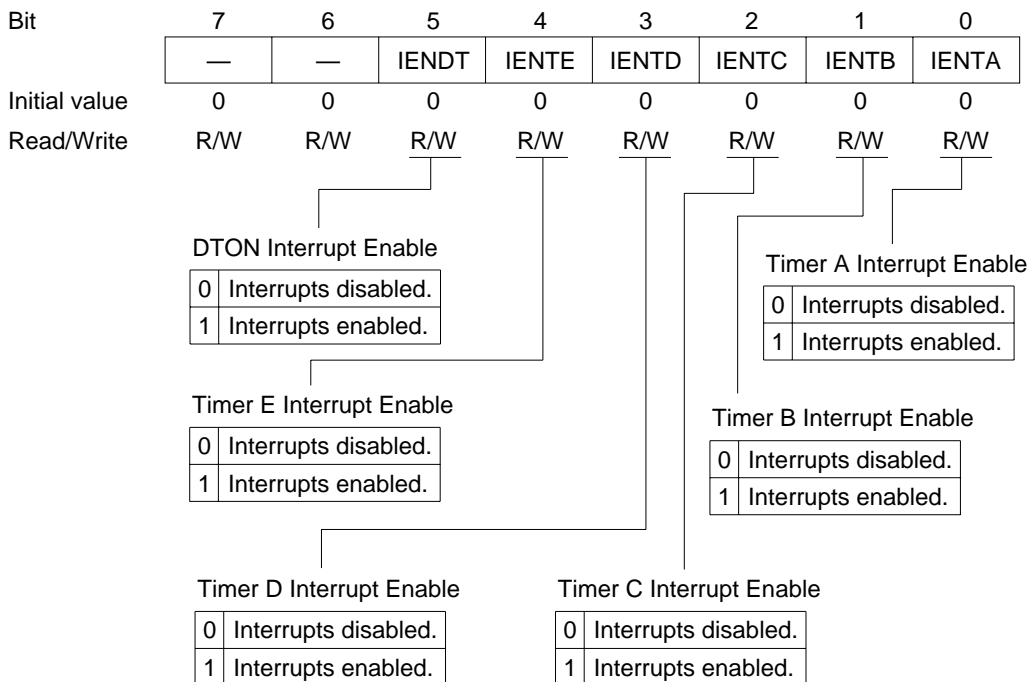 Bit 7 6 5 4 3 2 1 0
— — IENDT IENTE IENTD IENTC IENTB IENTA
Initial value 0 0 0 0 0 0 0 0
Read/Write R/W R/W R/W R/W R/W R/W R/W R/W
DTON Interrupt Enable
0 Interrupts disabled.
1 Interrupts enabled.
Timer A Interrupt Enable
0 Interrupts disabled.
1 Interrupts enabled.
Timer E Interrupt Enable
0 Interrupts disabled.
1 Interrupts enabled.
Timer B Interrupt Enable
0 Interrupts disabled.
1 Interrupts enabled.
Timer D Interrupt Enable
0 Interrupts disabled.
1 Interrupts enabled.
Timer C Interrupt Enable
0 Interrupts disabled.
1 Interrupts enabled.